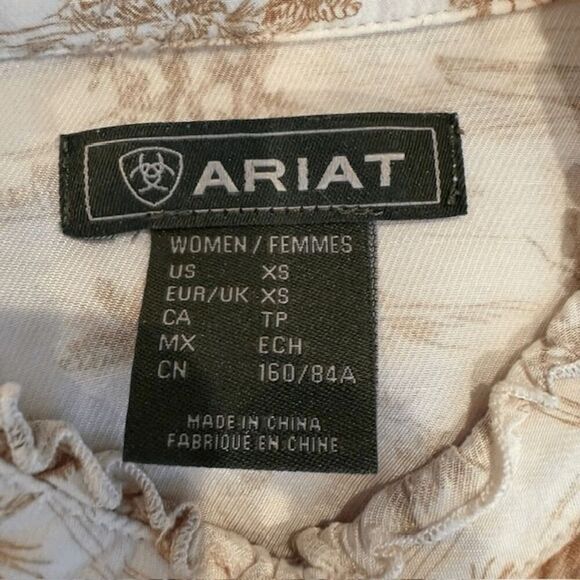 ARIAT
WOMEN / FEMMES
US XS
EUR/UK XS
CA TP
MX ECH
CN 160/84A
MADE IN CHINA
FABRIQUÉ EN CHINE